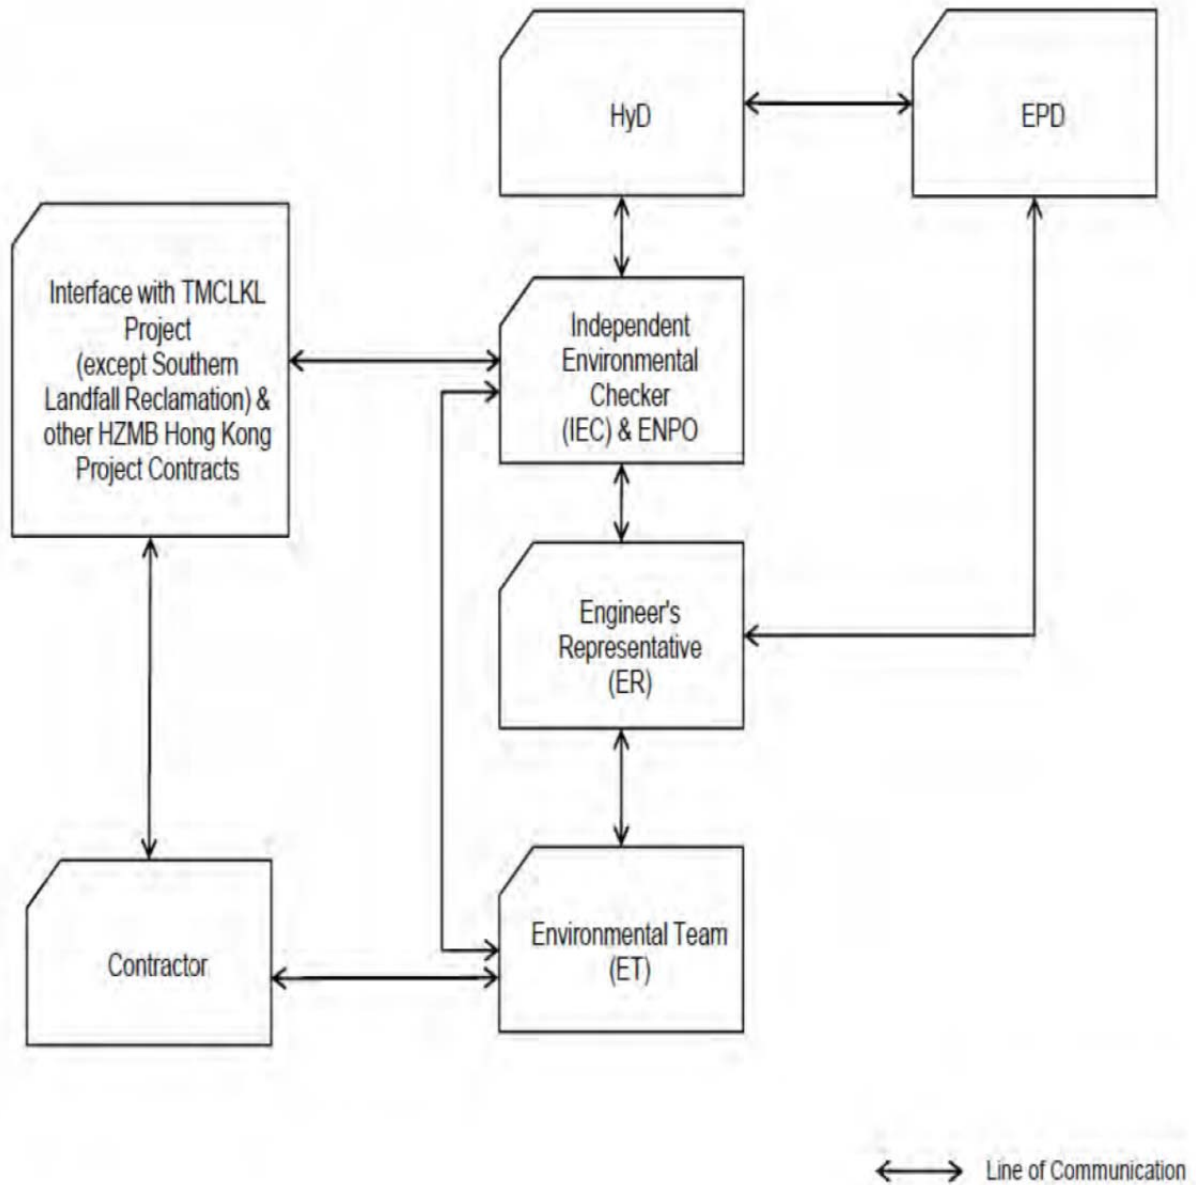 HyD
EPD
Interface with TMCLKL
Project
(except Southern
Landfall Reclamation) &
other HZMB Hong Kong
Project Contracts
Independent
Environmental
Checker
(IEC) & ENPO
Engineer's
Representative
(ER)
Contractor
Environmental Team
(ET)
Line of Communication